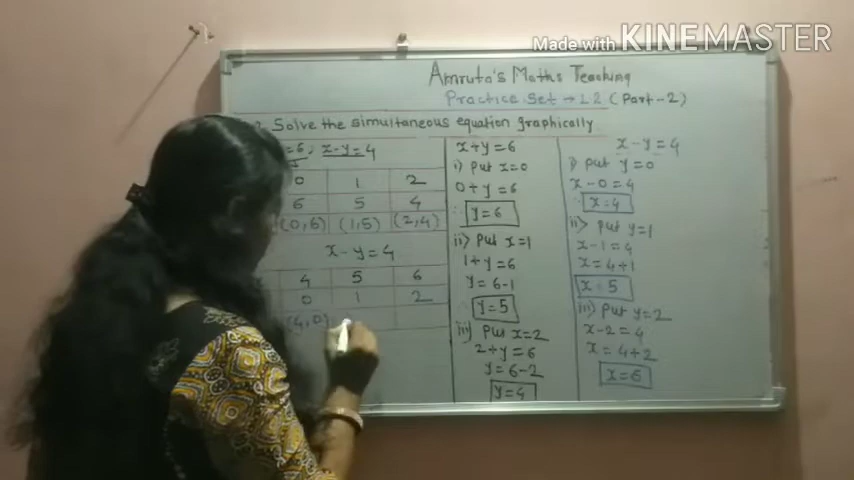 Made with KINEMASTER
Amruta's Maths Teaching
Practice Set → 1.2 (Part-2)
Solve the simultaneous equation graphically
=6; x-y=4
0 1 2
6 5 4
(0,6) (1,5) (2,4)
x-y=4
4 5 6
0 1 2
(4,0)
x+y=6
i) Put x=0
0+y=6
∴ y=6
ii) Put x=1
1+y=6
y=6-1
∴ y=5
iii) Put x=2
2+y=6
y=6-2
y=4
x-y=4
i) Put y=0
x-0=4
∴ x=4
ii) Put y=1
x-1=4
x=4+1
x=5
iii) Put y=2
x-2=4
x=4+2
x=6